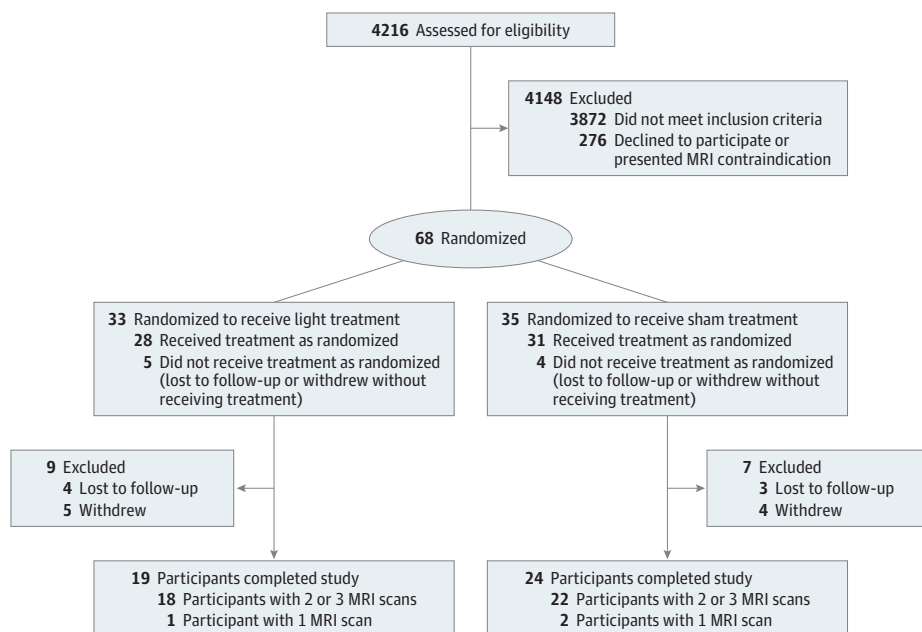 4216 Assessed for eligibility
4148 Excluded
3872 Did not meet inclusion criteria
276 Declined to participate or
presented MRI contraindication
68 Randomized
33 Randomized to receive light treatment
28 Received treatment as randomized
5 Did not receive treatment as randomized
(lost to follow-up or withdrew without
receiving treatment)
35 Randomized to receive sham treatment
31 Received treatment as randomized
4 Did not receive treatment as randomized
(lost to follow-up or withdrew without
receiving treatment)
9 Excluded
4 Lost to follow-up
5 Withdrew
7 Excluded
3 Lost to follow-up
4 Withdrew
19 Participants completed study
18 Participants with 2 or 3 MRI scans
1 Participant with 1 MRI scan
24 Participants completed study
22 Participants with 2 or 3 MRI scans
2 Participants with 1 MRI scan